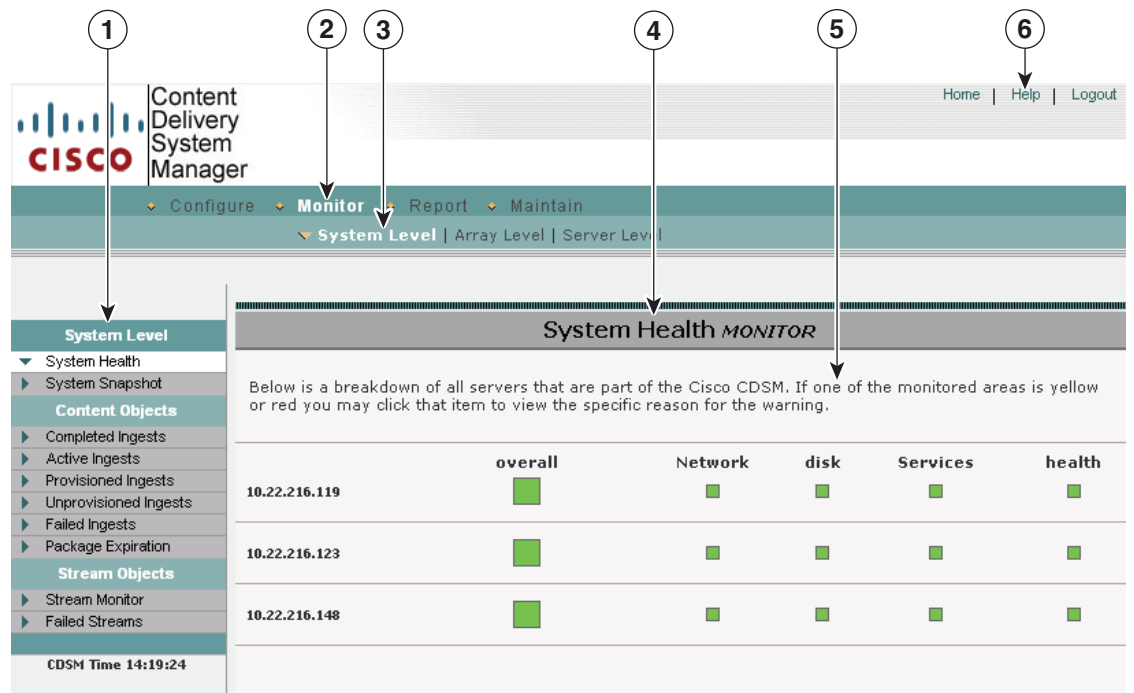 1 2 3 4 5 6
Content
Delivery
System
Manager
CISCO
Home | Help | Logout
Configure Monitor Report Maintain
System Level | Array Level | Server Level
System Level
System Health
System Snapshot
Content Objects
Completed Ingests
Active Ingests
Provisioned Ingests
Unprovisioned Ingests
Failed Ingests
Package Expiration
Stream Objects
Stream Monitor
Failed Streams
CDSM Time 14:19:24
System Health MONITOR
Below is a breakdown of all servers that are part of the Cisco CDSM. If one of the monitored areas is yellow
or red you may click that item to view the specific reason for the warning.
overall Network disk Services health
10.22.216.119
10.22.216.123
10.22.216.148